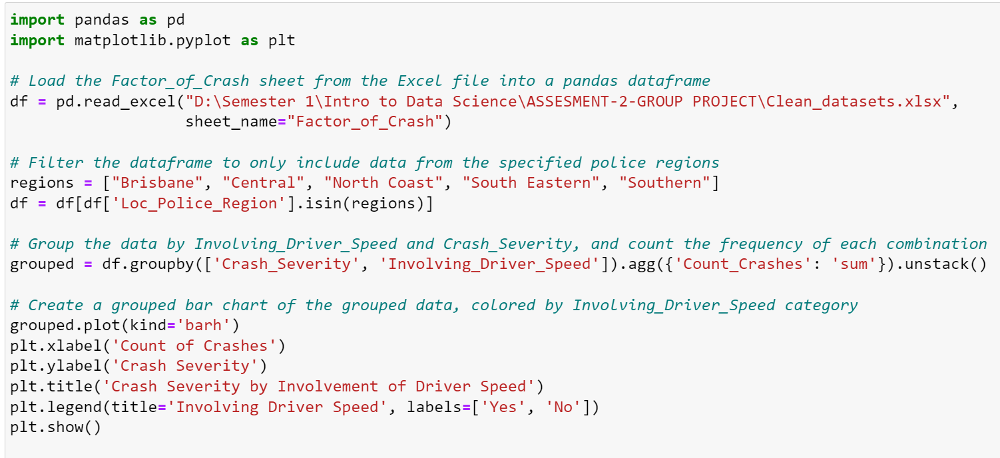 import pandas as pd
import matplotlib.pyplot as plt
# Load the Factor_of_Crash sheet from the Excel file into a pandas dataframe
df = pd.read_excel("D:\Semester 1\Intro to Data Science\ASSESMENT-2-GROUP PROJECT\Clean_datasets.xlsx",
sheet_name="Factor_of_Crash")
# Filter the dataframe to only include data from the specified police regions
regions = ["Brisbane", "Central", "North Coast", "South Eastern", "Southern"]
df = df[df['Loc_Police_Region'].isin(regions)]
# Group the data by Involving_Driver_Speed and Crash_Severity, and count the frequency of each combination
grouped = df.groupby(['Crash_Severity', 'Involving_Driver_Speed']).agg({'Count_Crashes': 'sum'}).unstack()
# Create a grouped bar chart of the grouped data, colored by Involving_Driver_Speed category
grouped.plot(kind='barh')
plt.xlabel('Count of Crashes')
plt.ylabel('Crash Severity')
plt.title('Crash Severity by Involvement of Driver Speed')
plt.legend(title='Involving Driver Speed', labels=['Yes', 'No'])
plt.show()